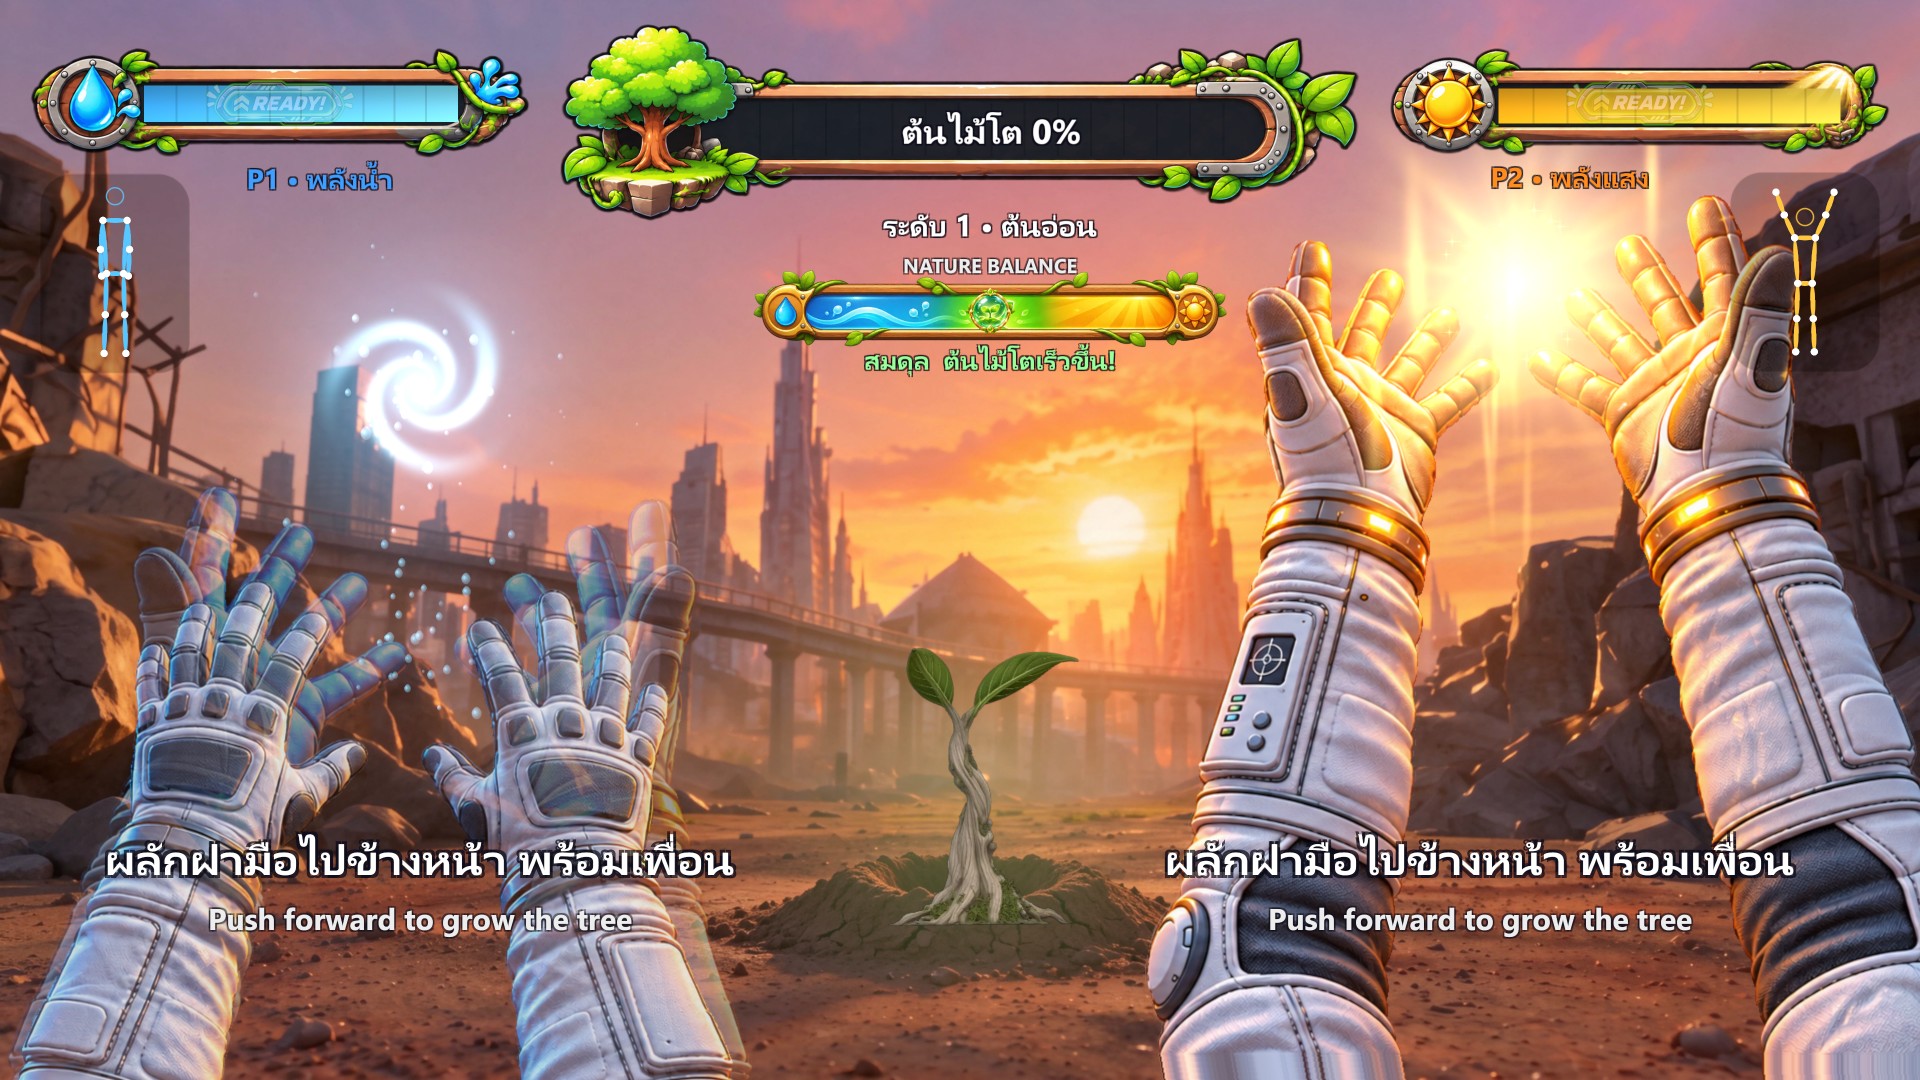 READY!
P1 • พลังน้ำ
ต้นไม้โต 0%
READY!
P2 • พลังแสง
ระดับ 1 • ต้นอ่อน
NATURE BALANCE
สมดุล ต้นไม้โตเร็วขึ้น!
ผลักฝ่ามือไปข้างหน้า พร้อมเพื่อน
Push forward to grow the tree
ผลักฝ่ามือไปข้างหน้า พร้อมเพื่อน
Push forward to grow the tree